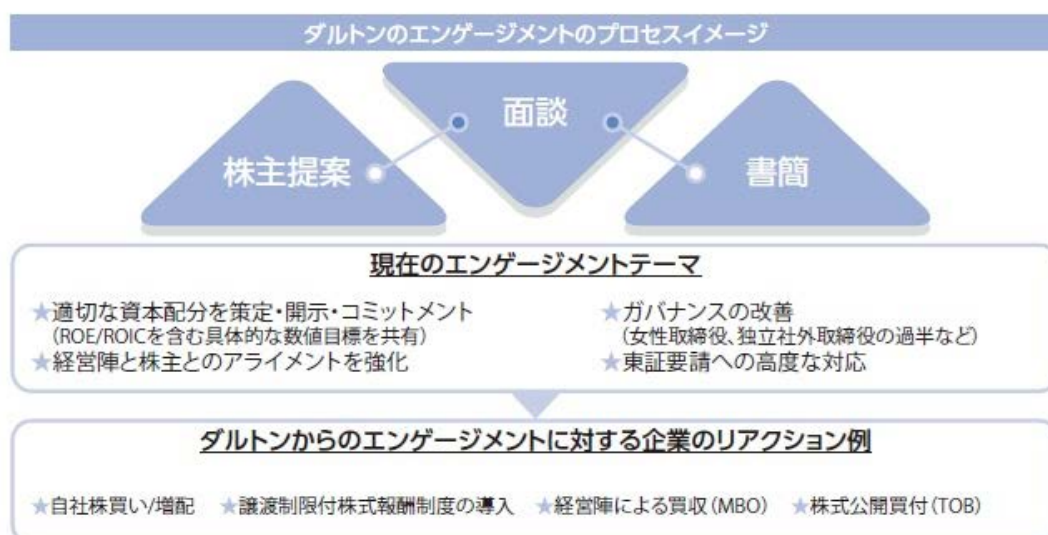 ダルトンのエンゲージメントのプロセスイメージ
面談
株主提案
書簡
現在のエンゲージメントテーマ
★適切な資本配分を策定・開示・コミットメント
(ROE/ROICを含む具体的な数値目標を共有)
★経営陣と株主とのアライメントを強化
★ガバナンスの改善
(女性取締役、独立社外取締役の過半など)
★東証要請への高度な対応
ダルトンからのエンゲージメントに対する企業のリアクション例
★自社株買い/増配 ★譲渡制限付株式報酬制度の導入 ★経営陣による買収(MBO) ★株式公開買付(TOB)